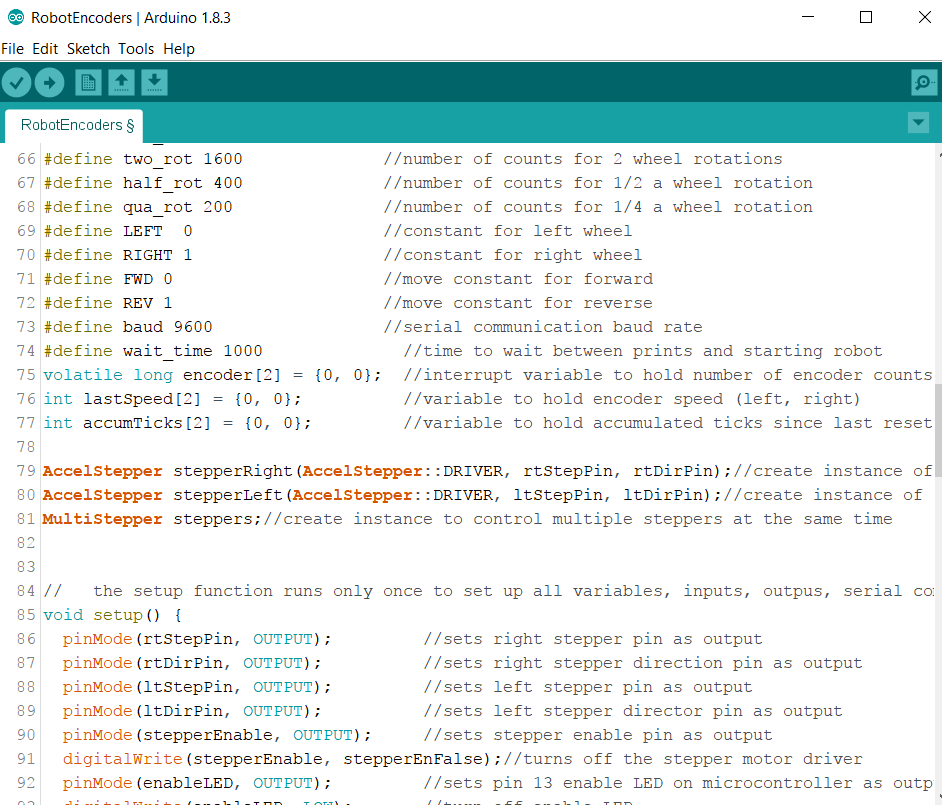 RobotEncoders | Arduino 1.8.3
File Edit Sketch Tools Help
RobotEncoders §
66 #define two_rot 1600 //number of counts for 2 wheel rotations
67 #define half_rot 400 //number of counts for 1/2 a wheel rotation
68 #define qua_rot 200 //number of counts for 1/4 a wheel rotation
69 #define LEFT 0 //constant for left wheel
70 #define RIGHT 1 //constant for right wheel
71 #define FWD 0 //move constant for forward
72 #define REV 1 //move constant for reverse
73 #define baud 9600 //serial communication baud rate
74 #define wait_time 1000 //time to wait between prints and starting robot
75 volatile long encoder[2] = {0, 0}; //interrupt variable to hold number of encoder counts
76 int lastSpeed[2] = {0, 0}; //variable to hold encoder speed (left, right)
77 int accumTicks[2] = {0, 0}; //variable to hold accumulated ticks since last reset
78
79 AccelStepper stepperRight(AccelStepper::DRIVER, rtStepPin, rtDirPin);//create instance of
80 AccelStepper stepperLeft(AccelStepper::DRIVER, ltStepPin, ltDirPin);//create instance of
81 MultiStepper steppers;//create instance to control multiple steppers at the same time
82
83
84 // the setup function runs only once to set up all variables, inputs, outpus, serial co
85 void setup() {
86 pinMode(rtStepPin, OUTPUT); //sets right stepper pin as output
87 pinMode(rtDirPin, OUTPUT); //sets right stepper direction pin as output
88 pinMode(ltStepPin, OUTPUT); //sets left stepper pin as output
89 pinMode(ltDirPin, OUTPUT); //sets left stepper director pin as output
90 pinMode(stepperEnable, OUTPUT); //sets stepper enable pin as output
91 digitalWrite(stepperEnable, stepperEnFalse);//turns off the stepper motor driver
92 pinMode(enableLED, OUTPUT); //sets pin 13 enable LED on microcontroller as outp